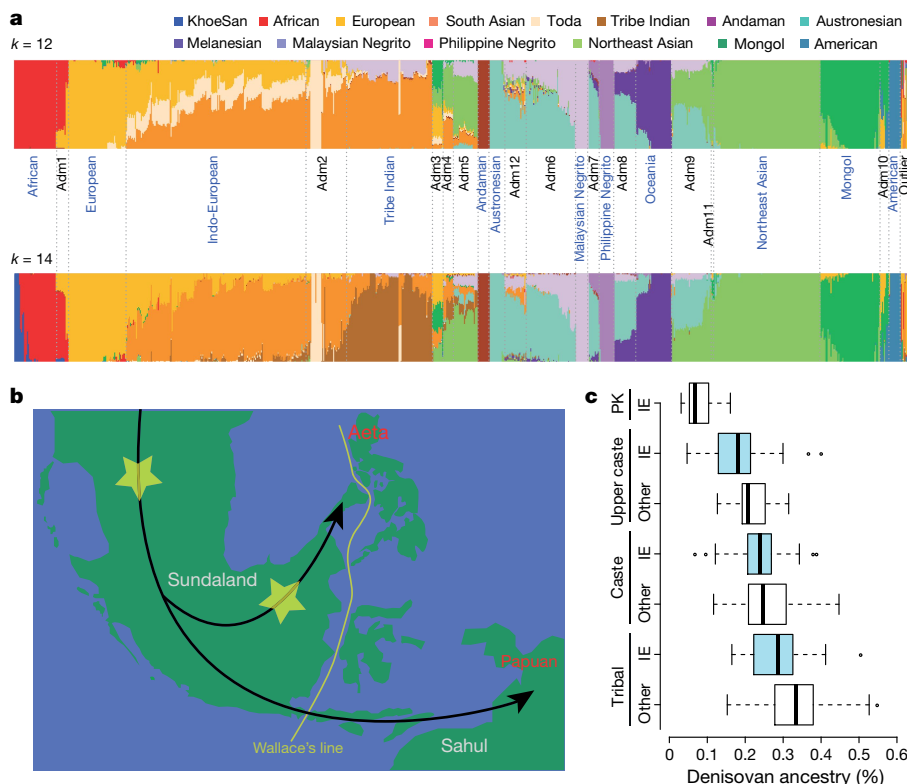 a
KhoeSan African European South Asian Toda Tribe Indian Andaman Austronesian
Melanesian Malaysian Negrito Philippine Negrito Northeast Asian Mongol American
k = 12
African
Adm1
European
Indo-European
Adm2
Tribe Indian
Adm3
Adm4
Adm5
Andaman
Austronesian
Adm12
Adm6
Malaysian Negrito
Adm7
Philippine Negrito
Adm8
Oceania
Adm9
Adm11
Northeast Asian
Mongol
Adm10
American
Outlier
k = 14
b
Aeta
Sundaland
Papuan
Wallace's line
Sahul
c
PK
IE
Upper caste
IE
Other
Caste
IE
Other
Tribal
IE
Other
0 0.1 0.2 0.3 0.4 0.5 0.6
Denisovan ancestry (%)